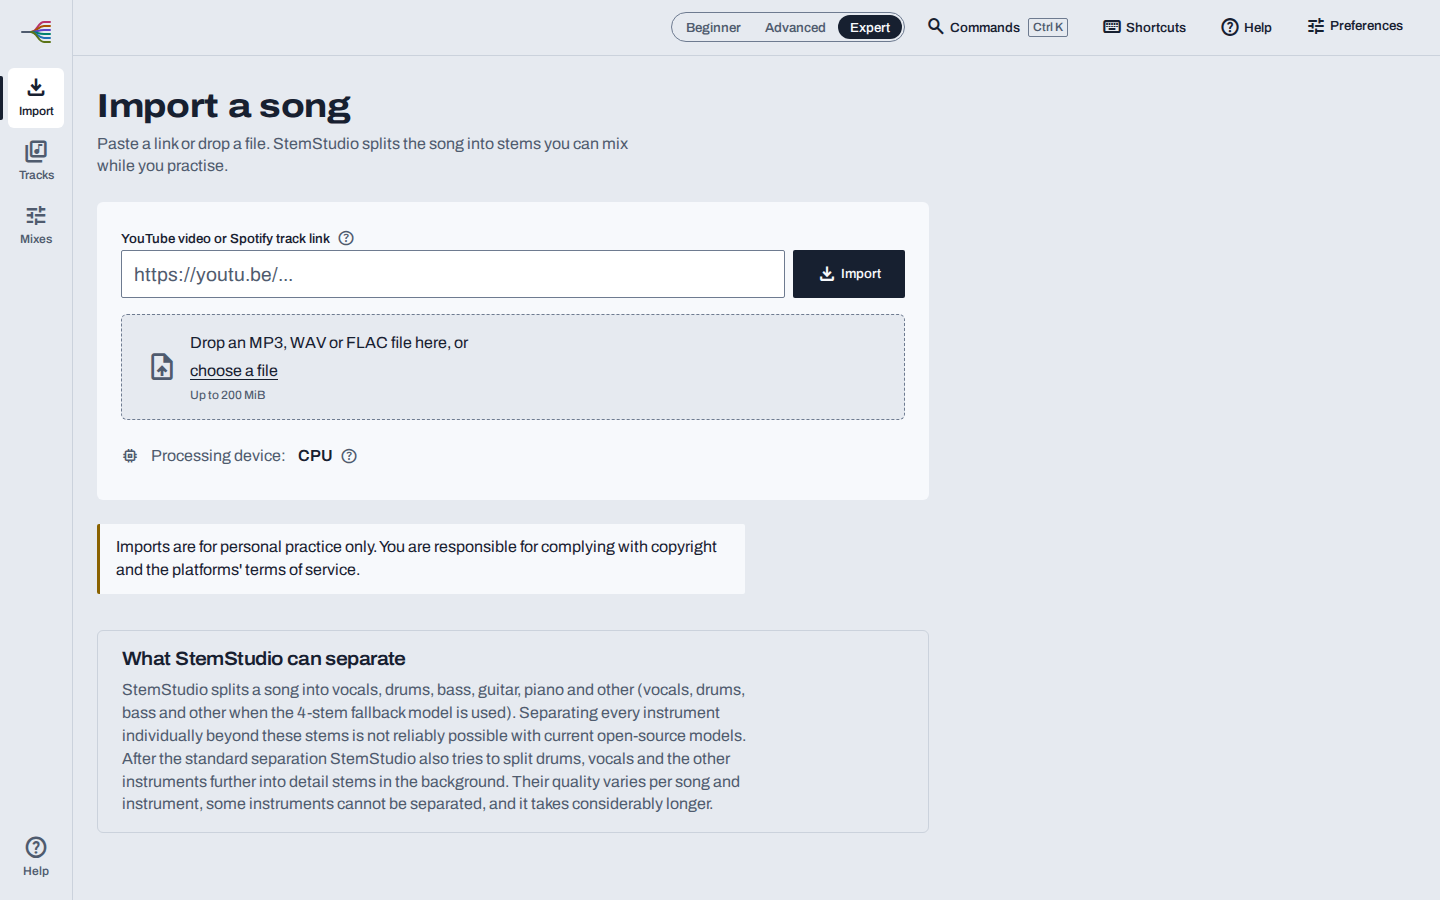 Beginner Advanced Expert Commands Ctrl K Shortcuts Help Preferences
Import
Tracks
Mixes
Help
Import a song
Paste a link or drop a file. StemStudio splits the song into stems you can mix
while you practise.
YouTube video or Spotify track link
https://youtu.be/...
Import
Drop an MP3, WAV or FLAC file here, or
choose a file
Up to 200 MiB
Processing device: CPU
Imports are for personal practice only. You are responsible for complying with copyright
and the platforms' terms of service.
What StemStudio can separate
StemStudio splits a song into vocals, drums, bass, guitar, piano and other (vocals, drums,
bass and other when the 4-stem fallback model is used). Separating every instrument
individually beyond these stems is not reliably possible with current open-source models.
After the standard separation StemStudio also tries to split drums, vocals and the other
instruments further into detail stems in the background. Their quality varies per song and
instrument, some instruments cannot be separated, and it takes considerably longer.